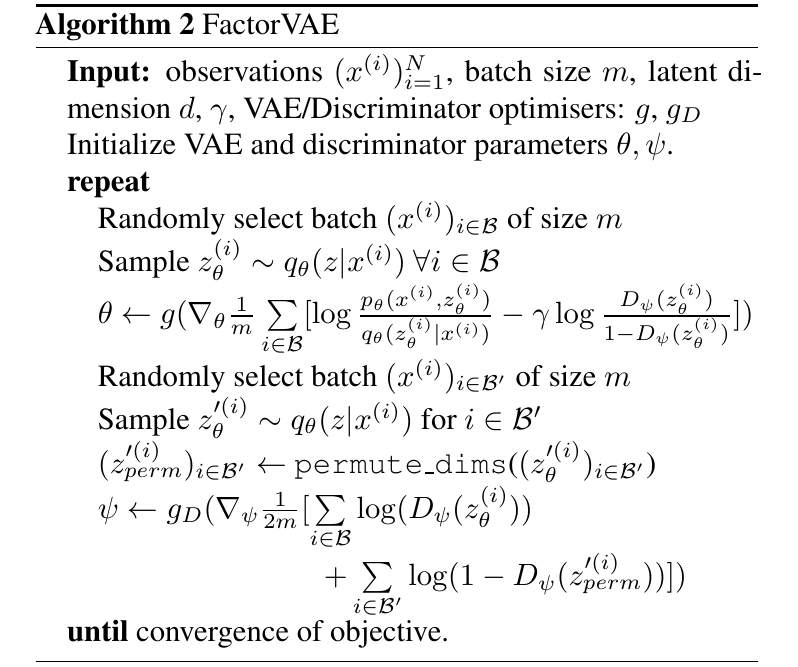 Algorithm 2 FactorVAE
Input: observations $(x^{(i)})_{i=1}^{N}$, batch size $m$, latent di-
mension $d$, $\gamma$, VAE/Discriminator optimisers: $g$, $g_D$
Initialize VAE and discriminator parameters $\theta, \psi$.
repeat
Randomly select batch $(x^{(i)})_{i \in \mathcal{B}}$ of size $m$
Sample $z_\theta^{(i)} \sim q_\theta(z|x^{(i)}) \; \forall i \in \mathcal{B}$
$\theta \leftarrow g(\nabla_\theta \frac{1}{m} \sum_{i \in \mathcal{B}} [\log \frac{p_\theta(x^{(i)}, z_\theta^{(i)})}{q_\theta(z_\theta^{(i)}|x^{(i)})} - \gamma \log \frac{D_\psi(z_\theta^{(i)})}{1 - D_\psi(z_\theta^{(i)})}])$
Randomly select batch $(x^{(i)})_{i \in \mathcal{B}'}$ of size $m$
Sample $z_\theta'^{(i)} \sim q_\theta(z|x^{(i)})$ for $i \in \mathcal{B}'$
$(z_{perm}'^{(i)})_{i \in \mathcal{B}'} \leftarrow \texttt{permute\_dims}((z_\theta'^{(i)})_{i \in \mathcal{B}'})$
$\psi \leftarrow g_D(\nabla_\psi \frac{1}{2m} [\sum_{i \in \mathcal{B}} \log(D_\psi(z_\theta^{(i)}))$
$+ \sum_{i \in \mathcal{B}'} \log(1 - D_\psi(z_{perm}'^{(i)}))])$
until convergence of objective.